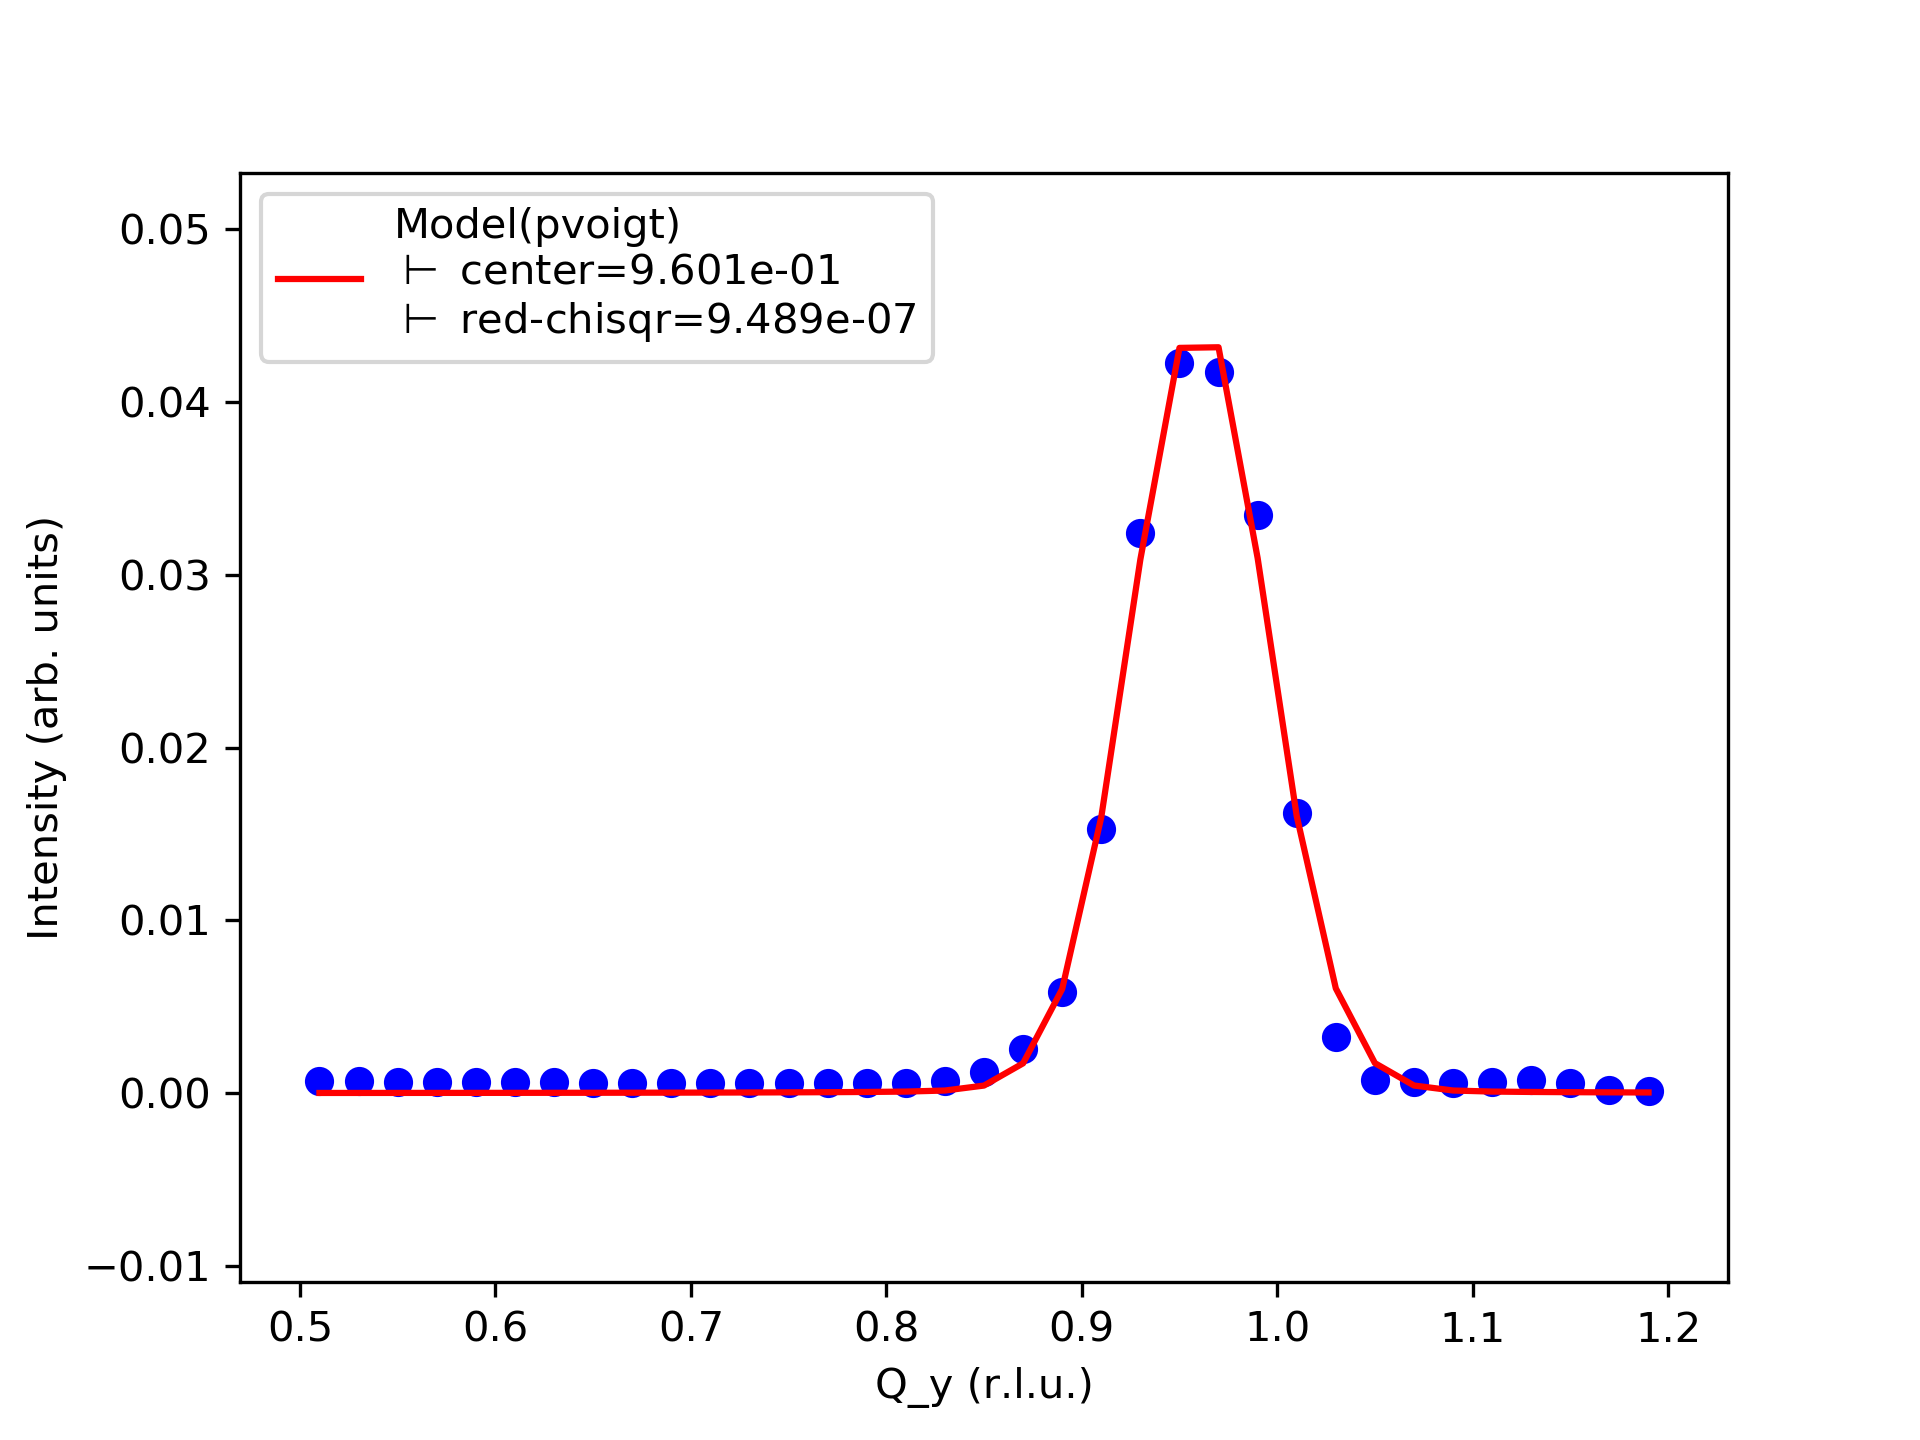 Model(pvoigt)
⊢ center=9.601e-01
⊢ red-chisqr=9.489e-07
0.05
0.04
0.03
0.02
0.01
0.00
−0.01
Intensity (arb. units)
0.5 0.6 0.7 0.8 0.9 1.0 1.1 1.2
Q_y (r.l.u.)